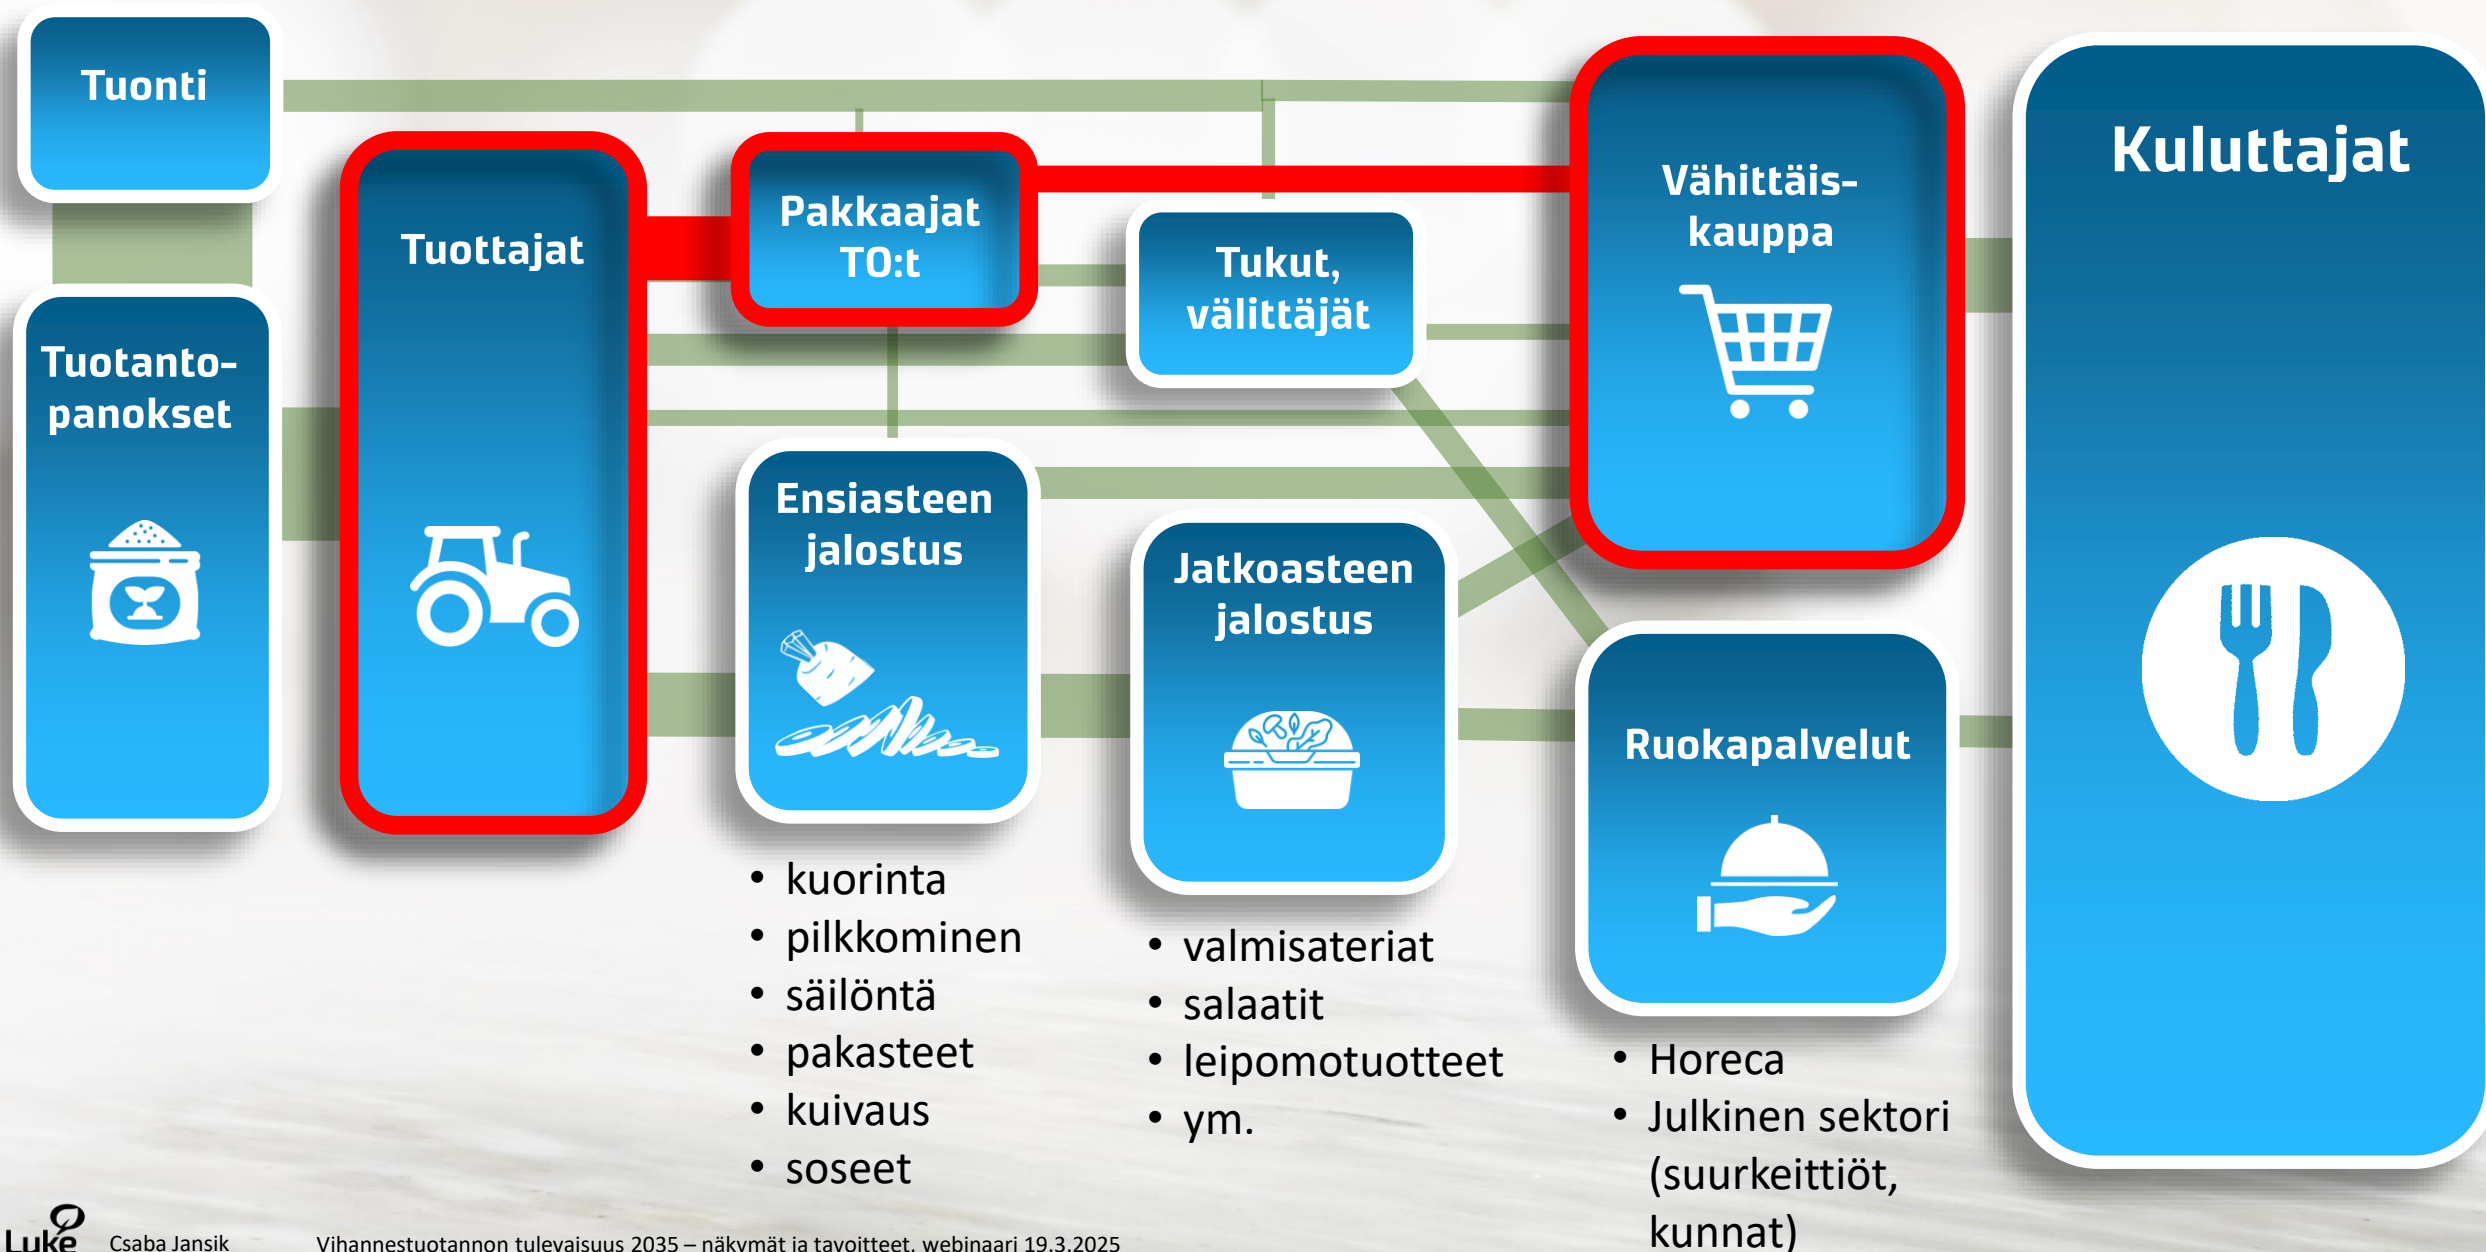 Tuonti
Tuotanto-
panokset
Tuottajat
Pakkaajat
TO:t
Tukut,
välittäjät
Ensiasteen
jalostus
• kuorinta
• pilkkominen
• säilöntä
• pakasteet
• kuivaus
• soseet
Jatkoasteen
jalostus
• valmisateriat
• salaatit
• leipomotuotteet
• ym.
Vähittäis-
kauppa
Ruokapalvelut
• Horeca
• Julkinen sektori
(suurkeittiöt,
kunnat)
Kuluttajat
Luke
Csaba Jansik
Vihannestuotannon tulevaisuus 2035 – näkymät ja tavoitteet, webinaari 19.3.2025